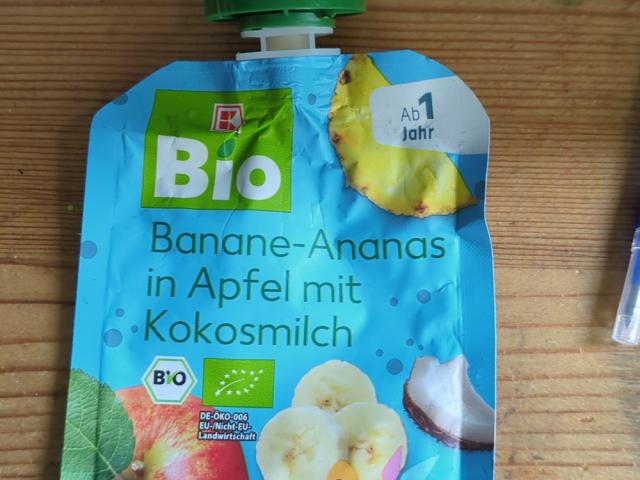 K
Bio
Ab 1
Jahr
Banane-Ananas
in Apfel mit
Kokosmilch
BIO
DE-ÖKO-006
EU-/Nicht-EU-
Landwirtschaft